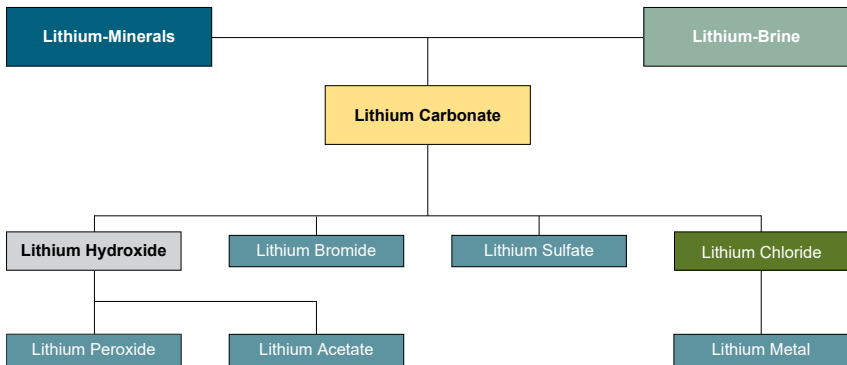 Lithium-Minerals
Lithium-Brine
Lithium Carbonate
Lithium Hydroxide
Lithium Bromide
Lithium Sulfate
Lithium Chloride
Lithium Peroxide
Lithium Acetate
Lithium Metal